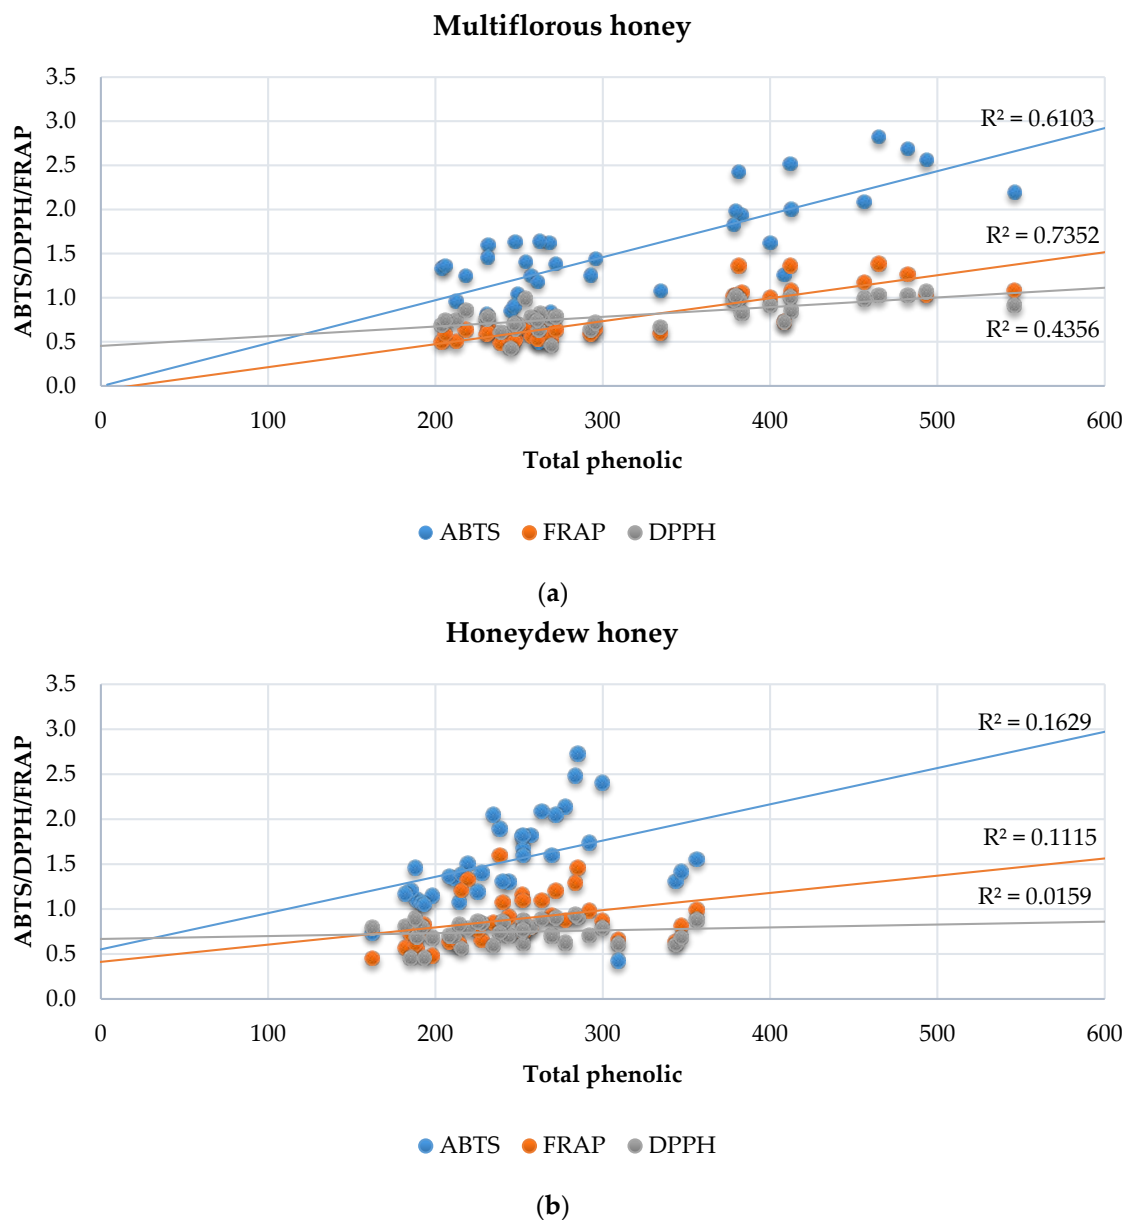 Multiflorous honey
ABTS/DPPH/FRAP
3.5
3.0
2.5
2.0
1.5
1.0
0.5
0.0
R² = 0.6103
R² = 0.7352
R² = 0.4356
0 100 200 300 400 500 600
Total phenolic
ABTS FRAP DPPH
(a)
Honeydew honey
ABTS/DPPH/FRAP
3.5
3.0
2.5
2.0
1.5
1.0
0.5
0.0
R² = 0.1629
R² = 0.1115
R² = 0.0159
0 100 200 300 400 500 600
Total phenolic
ABTS FRAP DPPH
(b)